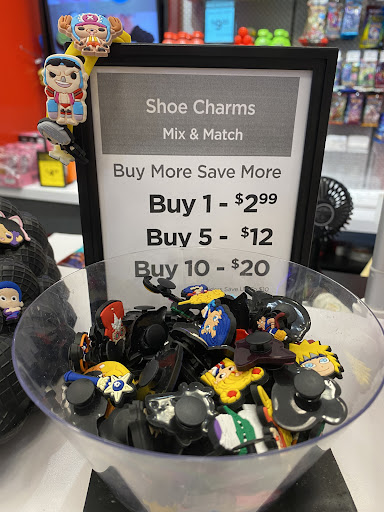 Shoe Charms
Mix & Match
Buy More Save More
Buy 1 - $2.99
Buy 5 - $12
Buy 10 - $20